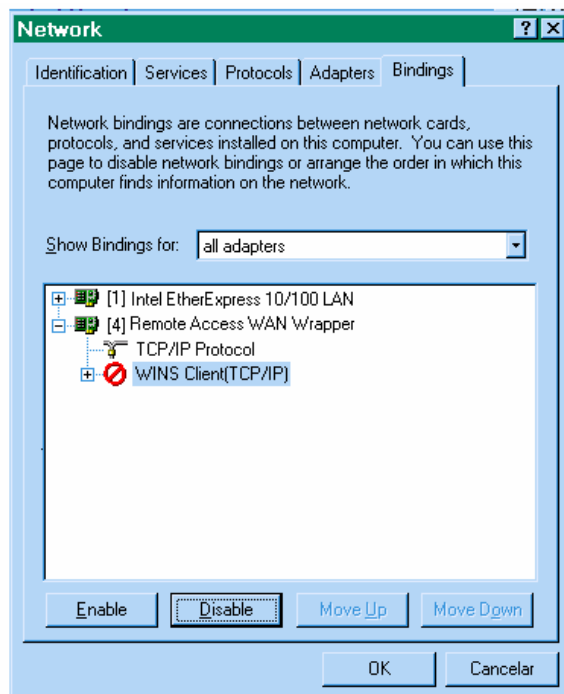 Network
Identification Services Protocols Adapters Bindings
Network bindings are connections between network cards,
protocols, and services installed on this computer. You can use this
page to disable network bindings or arrange the order in which this
computer finds information on the network.
Show Bindings for: all adapters
[1] Intel EtherExpress 10/100 LAN
[4] Remote Access WAN Wrapper
TCP/IP Protocol
WINS Client(TCP/IP)
Enable Disable Move Up Move Down
OK Cancelar